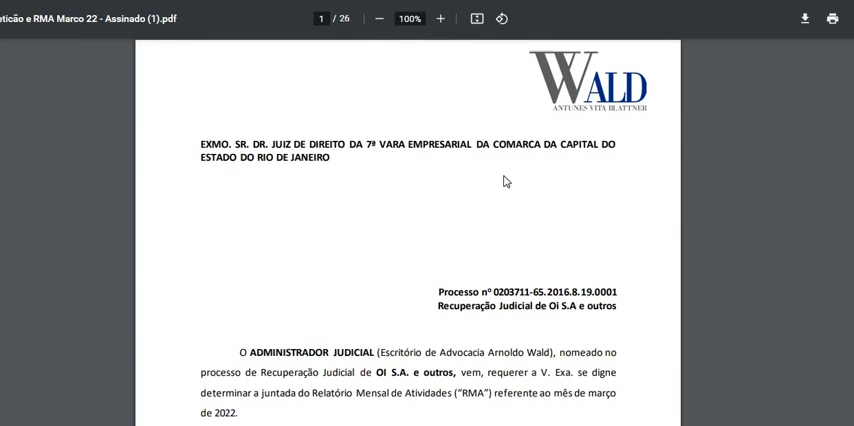 etição e RMA Marco 22 - Assinado (1).pdf
1 / 26
100%
WALD
ANTUNES VITA BLATTNER
EXMO. SR. DR. JUIZ DE DIREITO DA 7ª VARA EMPRESARIAL DA COMARCA DA CAPITAL DO
ESTADO DO RIO DE JANEIRO
Processo nº 0203711-65.2016.8.19.0001
Recuperação Judicial de Oi S.A e outros
O ADMINISTRADOR JUDICIAL (Escritório de Advocacia Arnoldo Wald), nomeado no
processo de Recuperação Judicial de OI S.A. e outros, vem, requerer a V. Exa. se digne
determinar a juntada do Relatório Mensal de Atividades (“RMA”) referente ao mês de março
de 2022.